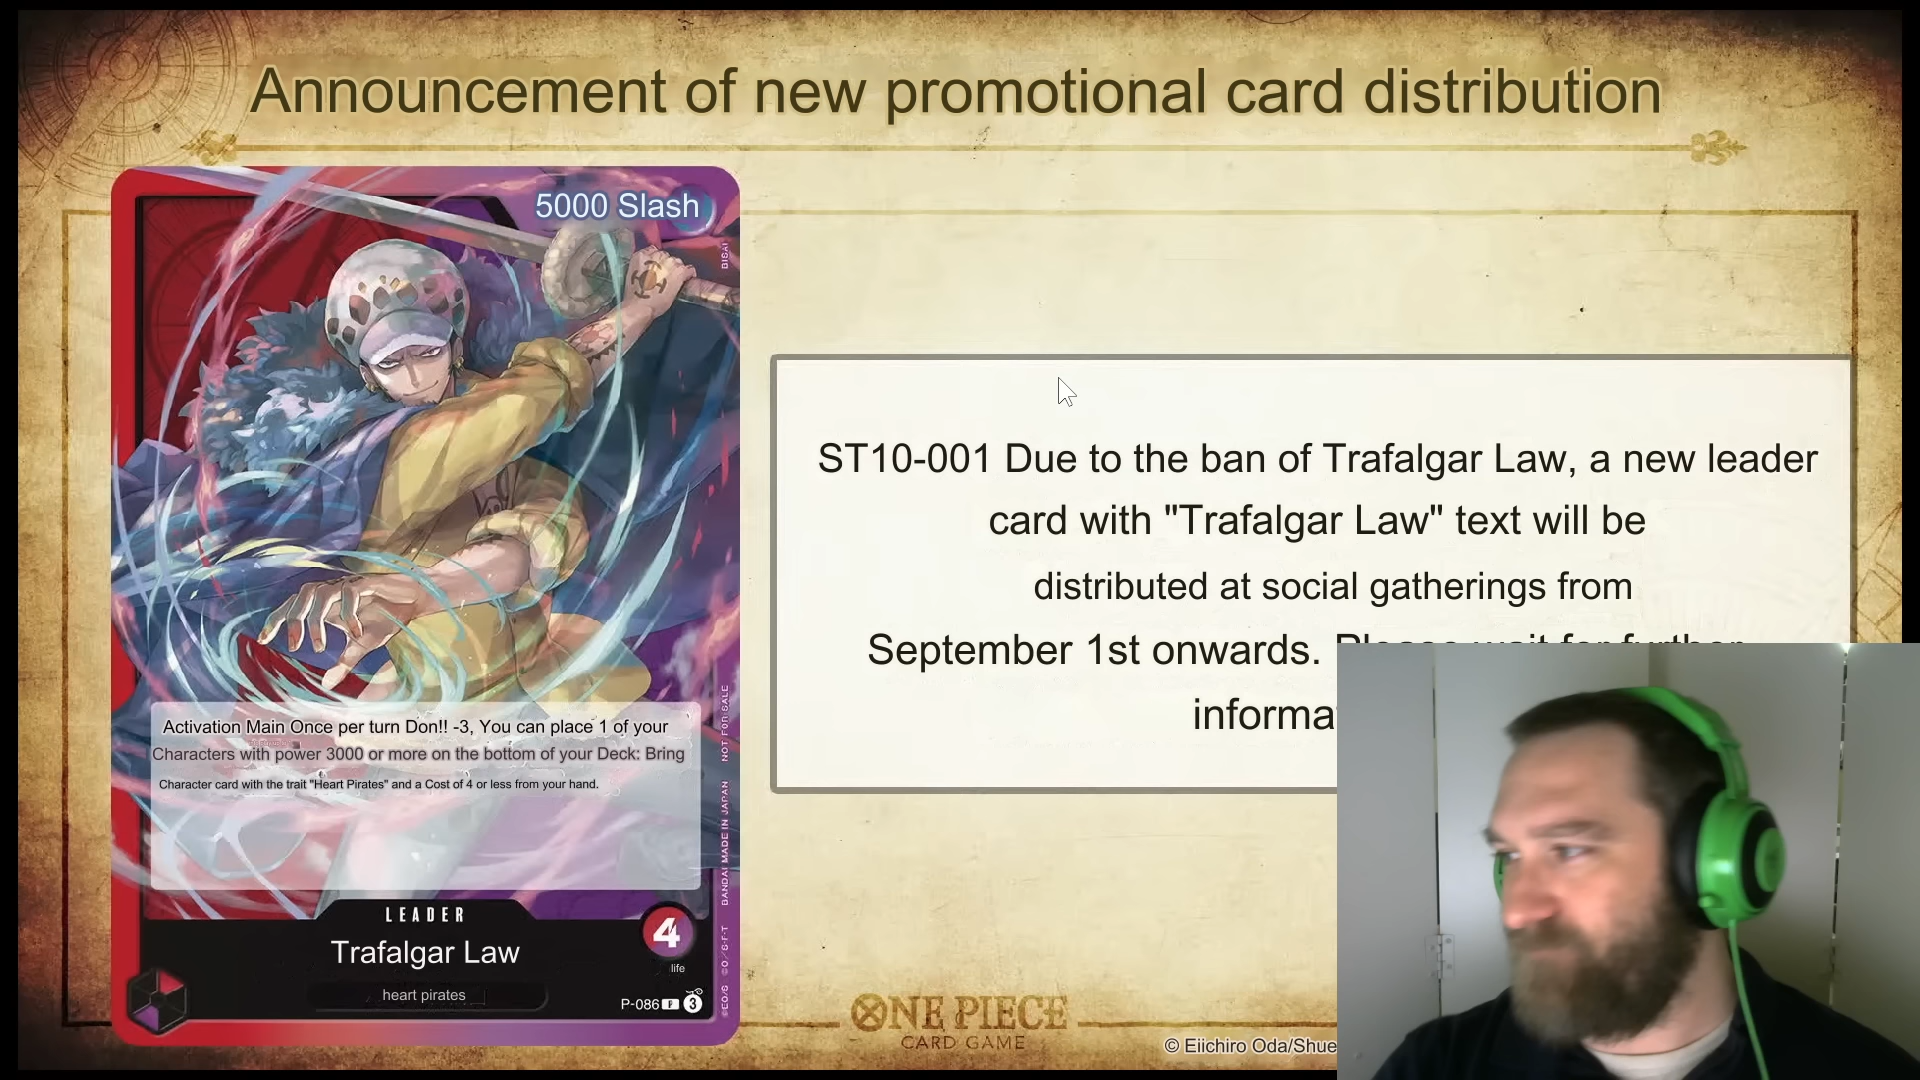 Announcement of new promotional card distribution
5000 Slash
Activation Main Once per turn Don!! -3, You can place 1 of your
Characters with power 3000 or more on the bottom of your Deck: Bring
Character card with the trait "Heart Pirates" and a Cost of 4 or less from your hand.
LEADER
Trafalgar Law
heart pirates
4
life
P-086 P 3
NOT FOR SALE
BANDAI MADE IN JAPAN
ST10-001 Due to the ban of Trafalgar Law, a new leader
card with "Trafalgar Law" text will be
distributed at social gatherings from
September 1st onwards. Please wait for further
informa
ONE PIECE
CARD GAME
© Eiichiro Oda/Shue